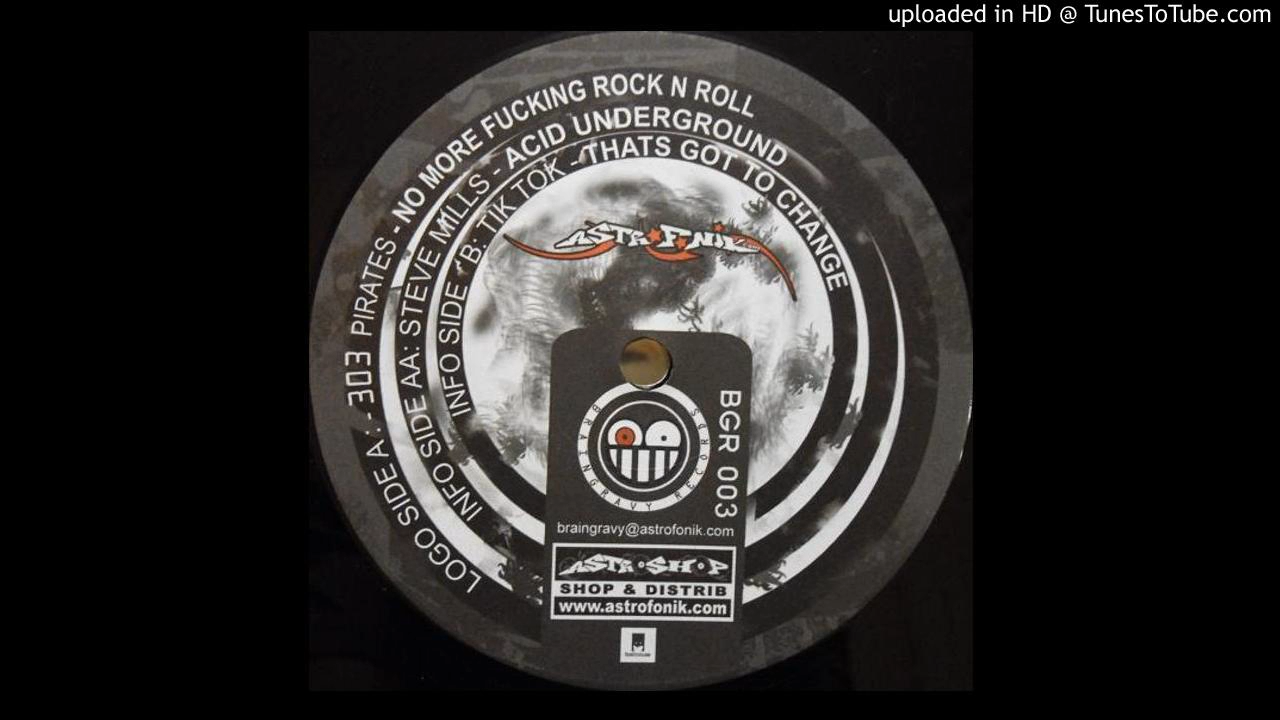 uploaded in HD @ TunesToTube.com
LOGO SIDE A: - 303 PIRATES - NO MORE FUCKING ROCK N ROLL
INFO SIDE AA: STEVE MILLS - ACID UNDERGROUND
INFO SIDE B: TIK TOK - THATS GOT TO CHANGE
ASTROFONIK
BRAINGRAVY RECORDS
BGR 003
braingravy@astrofonik.com
ASTROSHOP
SHOP & DISTRIB
www.astrofonik.com